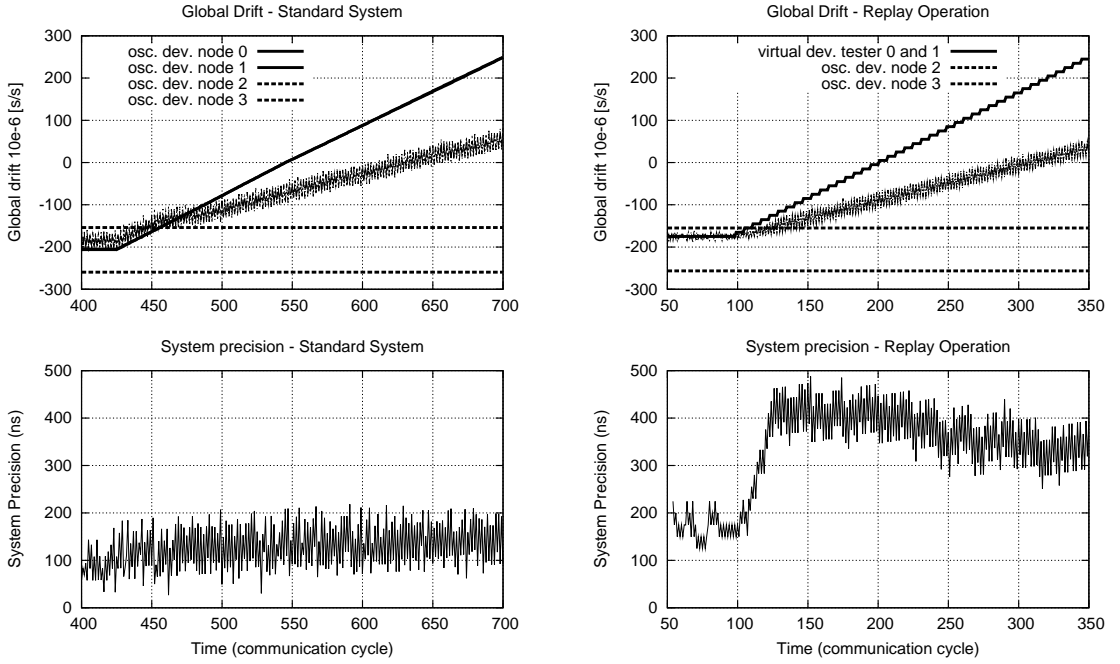 Global Drift - Standard System
Global drift 10e-6 [s/s]
300
200
100
0
-100
-200
-300
osc. dev. node 0
osc. dev. node 1
osc. dev. node 2
osc. dev. node 3
400 450 500 550 600 650 700
Global Drift - Replay Operation
Global drift 10e-6 [s/s]
300
200
100
0
-100
-200
-300
virtual dev. tester 0 and 1
osc. dev. node 2
osc. dev. node 3
50 100 150 200 250 300 350
System precision - Standard System
System Precision (ns)
500
400
300
200
100
0
400 450 500 550 600 650 700
Time (communication cycle)
System precision - Replay Operation
System Precision (ns)
500
400
300
200
100
0
50 100 150 200 250 300 350
Time (communication cycle)